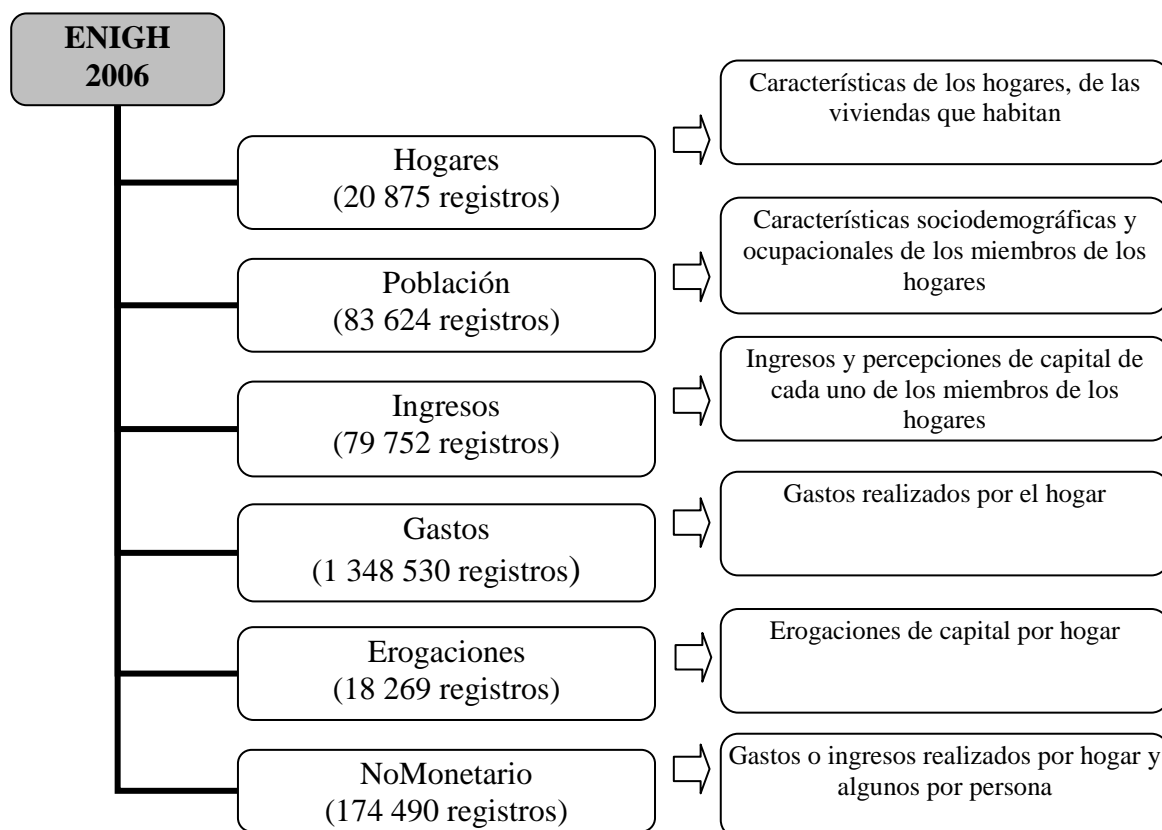 ENIGH
2006
Hogares
(20 875 registros)
Características de los hogares, de las
viviendas que habitan
Población
(83 624 registros)
Características sociodemográficas y
ocupacionales de los miembros de los
hogares
Ingresos
(79 752 registros)
Ingresos y percepciones de capital de
cada uno de los miembros de los
hogares
Gastos
(1 348 530 registros)
Gastos realizados por el hogar
Erogaciones
(18 269 registros)
Erogaciones de capital por hogar
NoMonetario
(174 490 registros)
Gastos o ingresos realizados por hogar y
algunos por persona